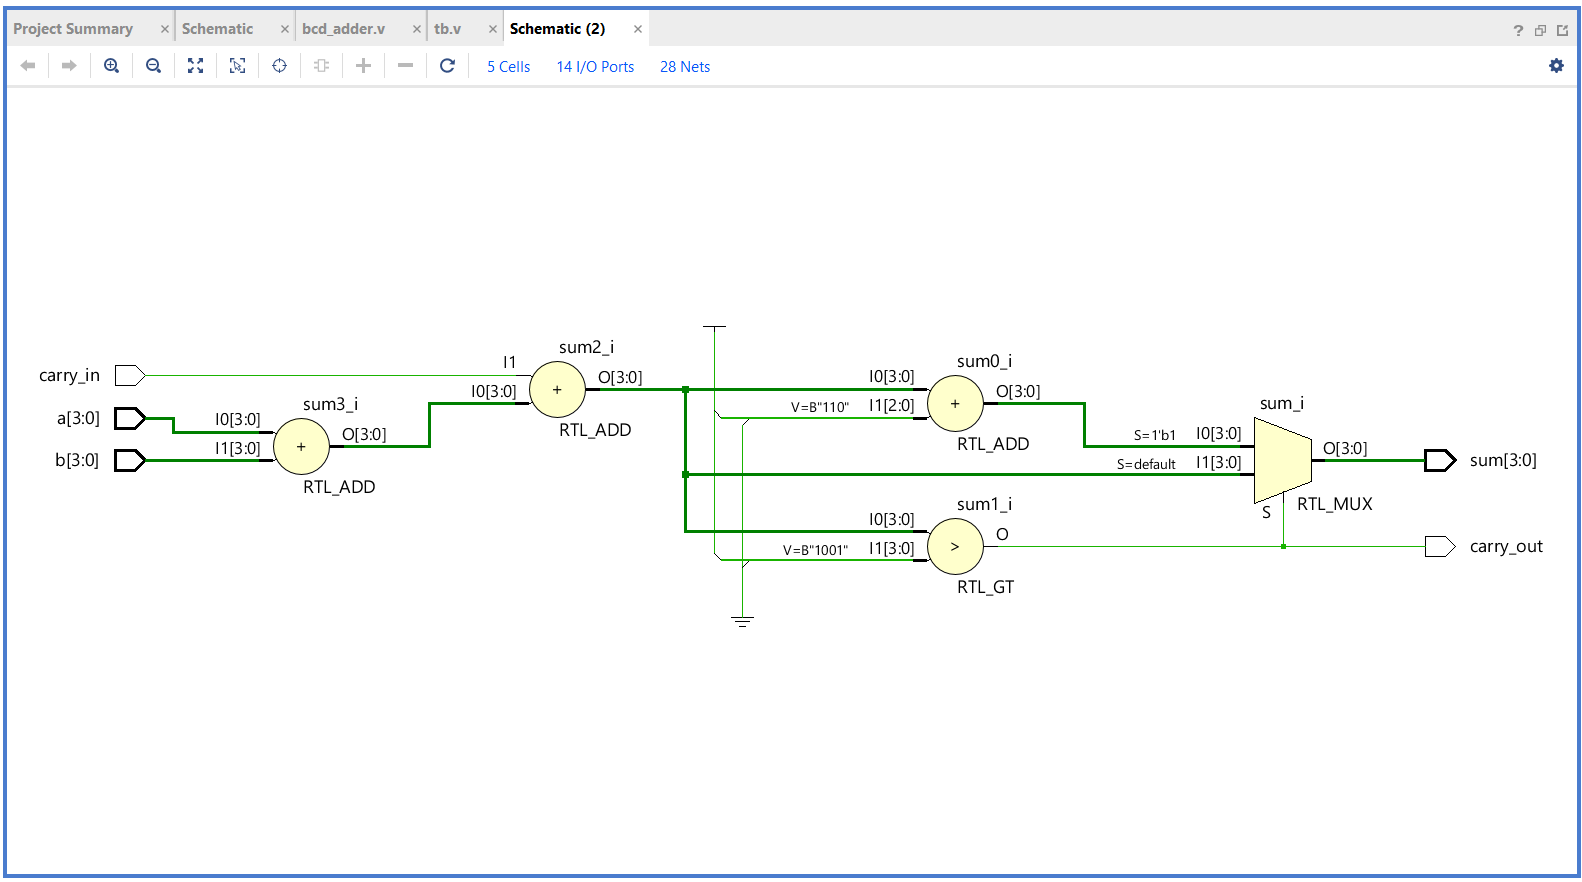 Project Summary × Schematic × bcd_adder.v × tb.v × Schematic (2) × ?
5 Cells 14 I/O Ports 28 Nets
sum2_i
carry_in I1 O[3:0] I0[3:0]
+
RTL_ADD
sum3_i
a[3:0] I0[3:0] O[3:0]
b[3:0] I1[3:0]
+
RTL_ADD
sum0_i
I0[3:0] O[3:0]
V=B"110" I1[2:0]
+
RTL_ADD
sum1_i
I0[3:0] O
V=B"1001" I1[3:0]
>
RTL_GT
sum_i
S=1'b1 I0[3:0] O[3:0] sum[3:0]
S=default I1[3:0]
S RTL_MUX
carry_out